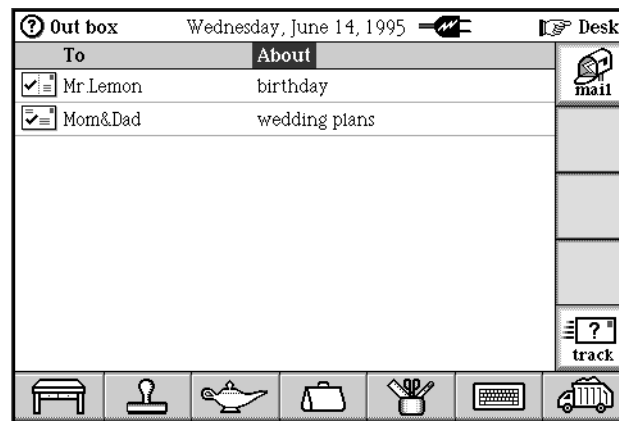 ? Out box Wednesday, June 14, 1995 Desk
To About
Mr.Lemon birthday
Mom&Dad wedding plans
mail
?
track